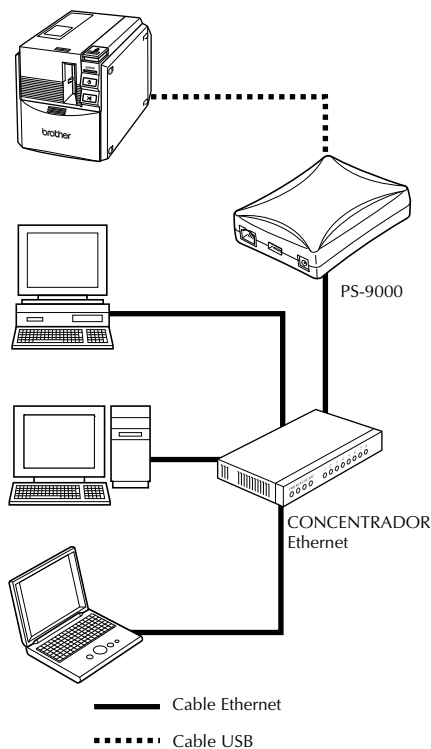 brother
PS-9000
CONCENTRADOR
Ethernet
Cable Ethernet
Cable USB